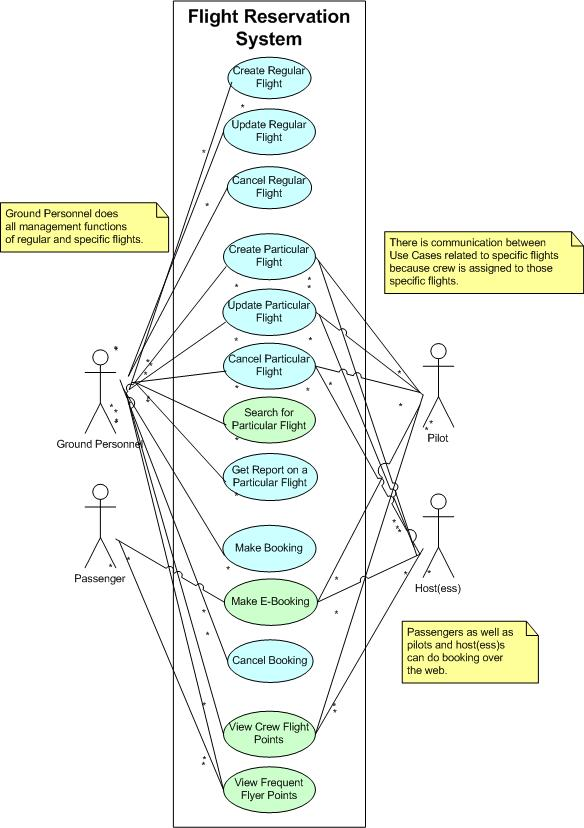 Flight Reservation
System
Create Regular
Flight
Update Regular
Flight
Cancel Regular
Flight
Ground Personnel does
all management functions
of regular and specific flights.
There is communication between
Use Cases related to specific flights
because crew is assigned to those
specific flights.
Create Particular
Flight
Update Particular
Flight
Cancel Particular
Flight
Search for
Particular Flight
Ground Personnel
Pilot
Get Report on a
Particular Flight
Make Booking
Passenger
Host(ess)
Make E-Booking
Passengers as well as
pilots and host(ess)s
can do booking over
the web.
Cancel Booking
View Crew Flight
Points
View Frequent
Flyer Points